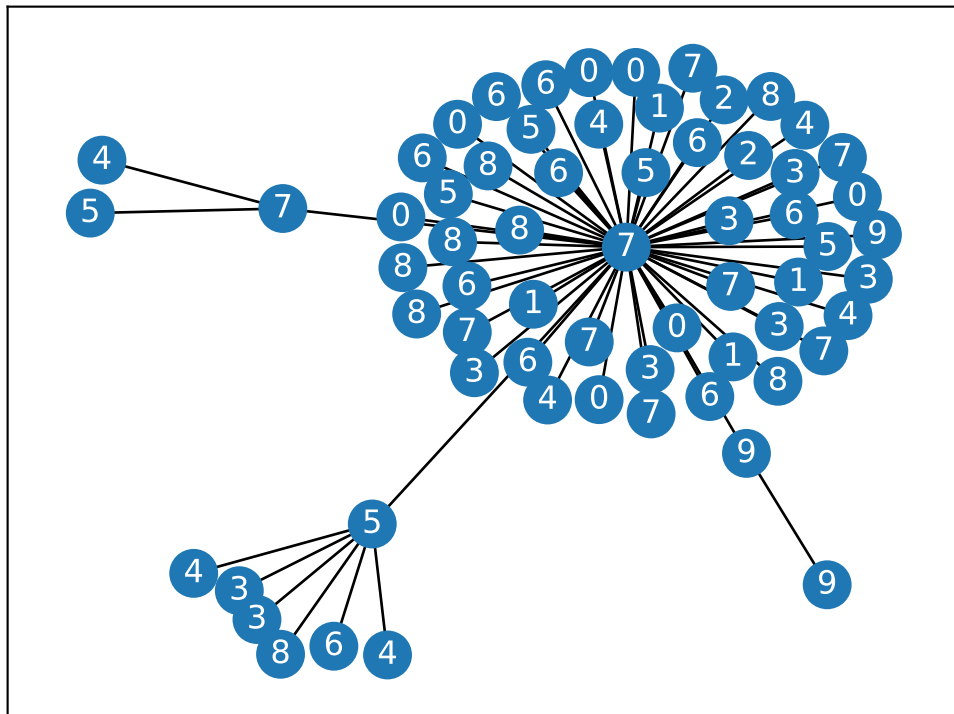 0 0 7
6 6 2 8
0 5 4 1 4
6 8 6 5 6 2 3 7
4 5 0
5 7 0 8 8 7 3 6 5 9
8 6 1 7 1 3
8 7 7 0 3 4
3 6 3 1 7
4 0 7 6 8
9
5
4 3 9
3
8 6 4